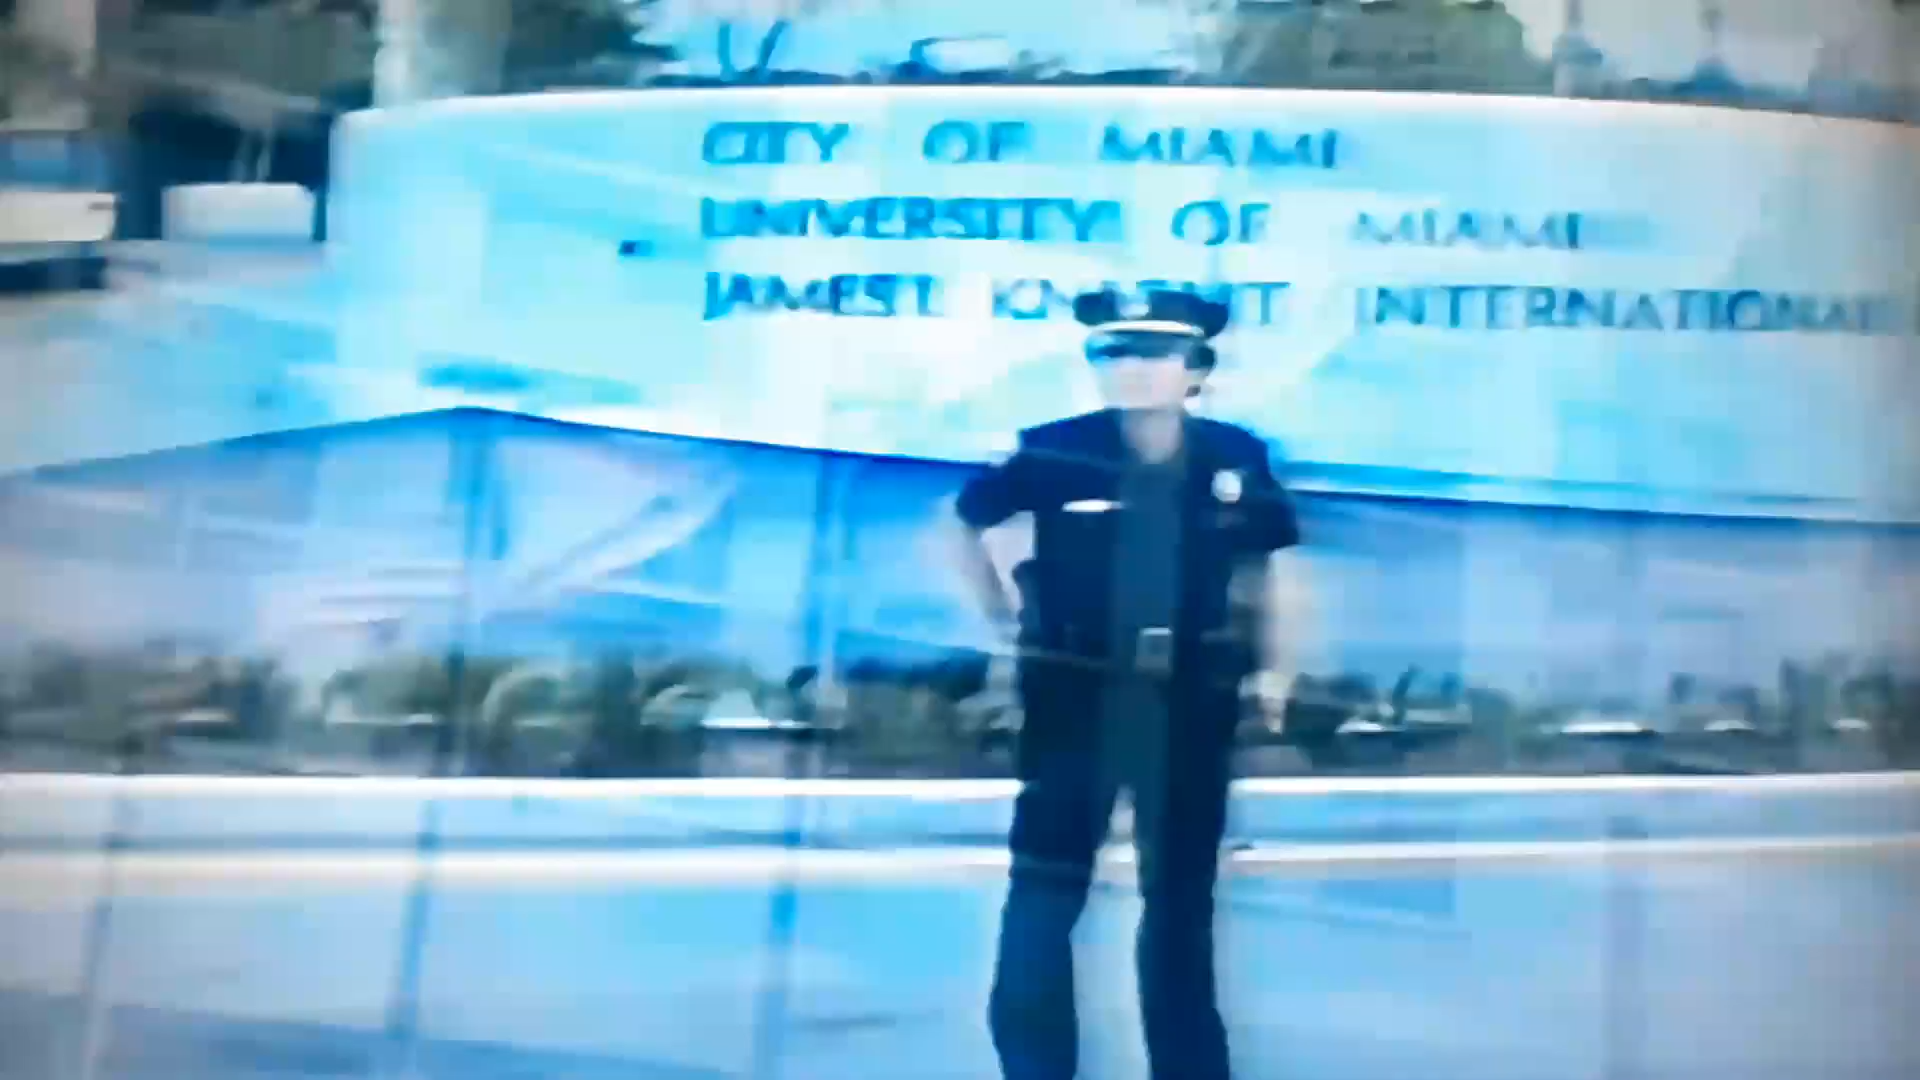 CITY OF MIAMI
UNIVERSITY OF MIAMI
JAMES L KNIGHT INTERNATIONAL